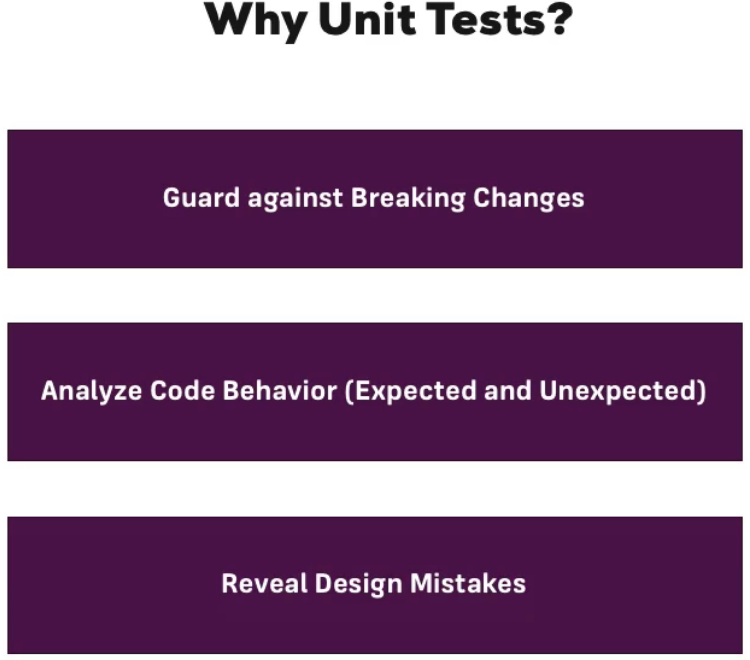 Why Unit Tests?
Guard against Breaking Changes
Analyze Code Behavior (Expected and Unexpected)
Reveal Design Mistakes